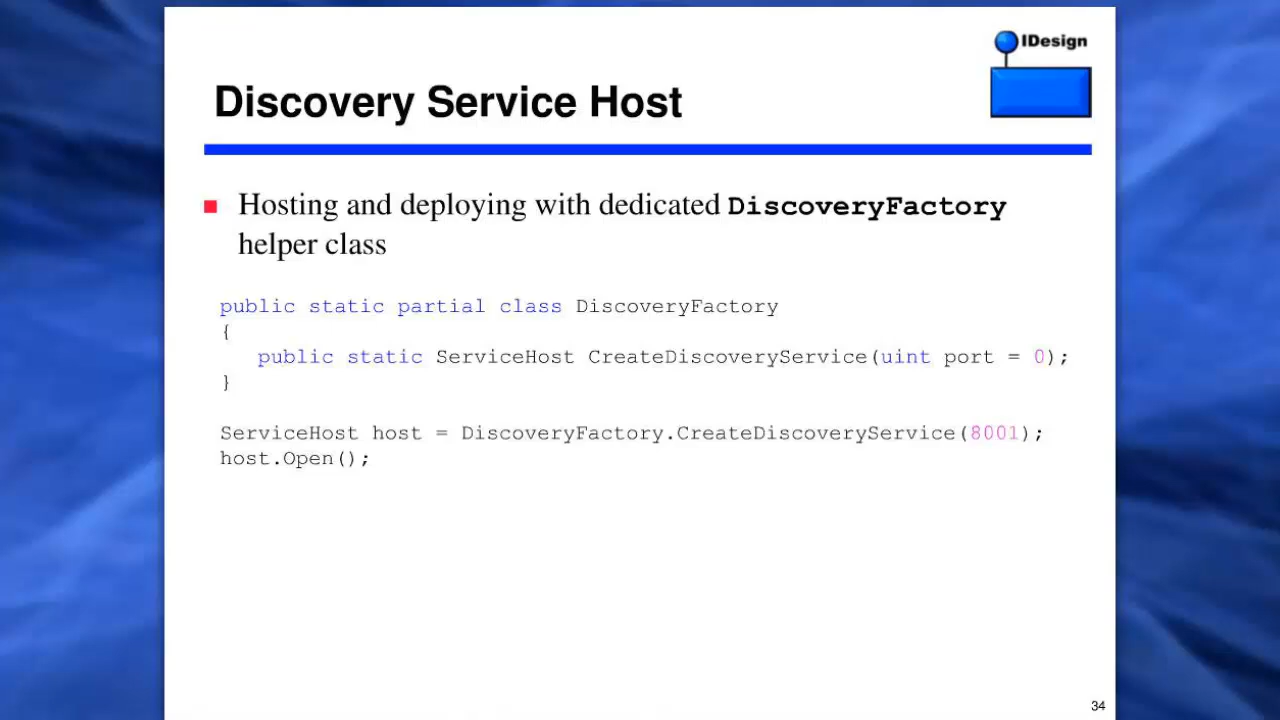 IDesign
Discovery Service Host
Hosting and deploying with dedicated DiscoveryFactory
helper class
public static partial class DiscoveryFactory
{
   public static ServiceHost CreateDiscoveryService(uint port = 0);
}
ServiceHost host = DiscoveryFactory.CreateDiscoveryService(8001);
host.Open();
34